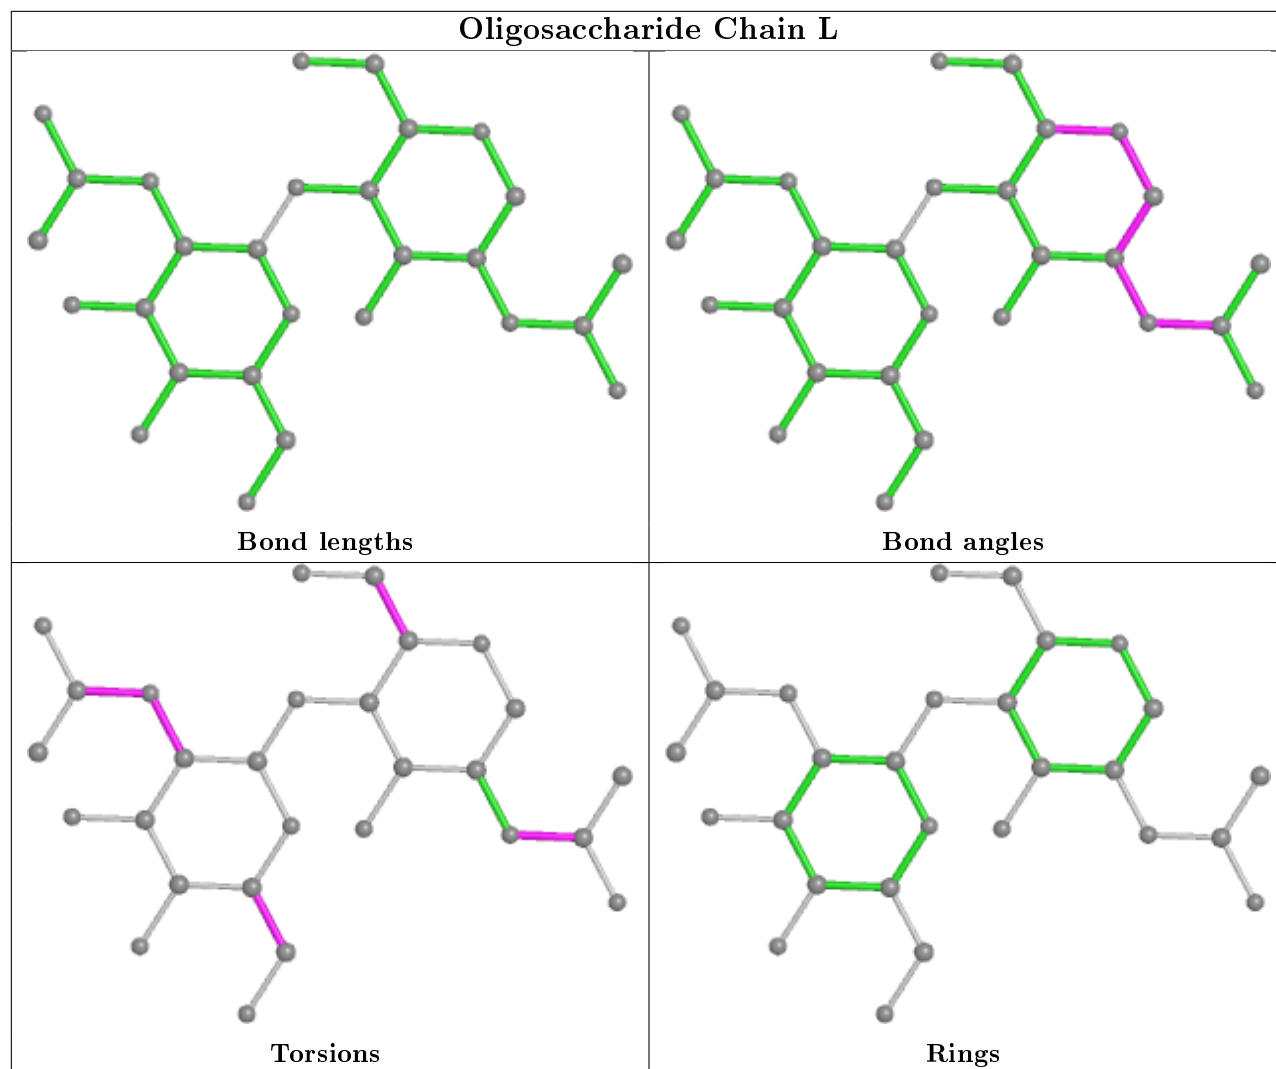 Oligosaccharide Chain L
Bond lengths
Bond angles
Torsions
Rings